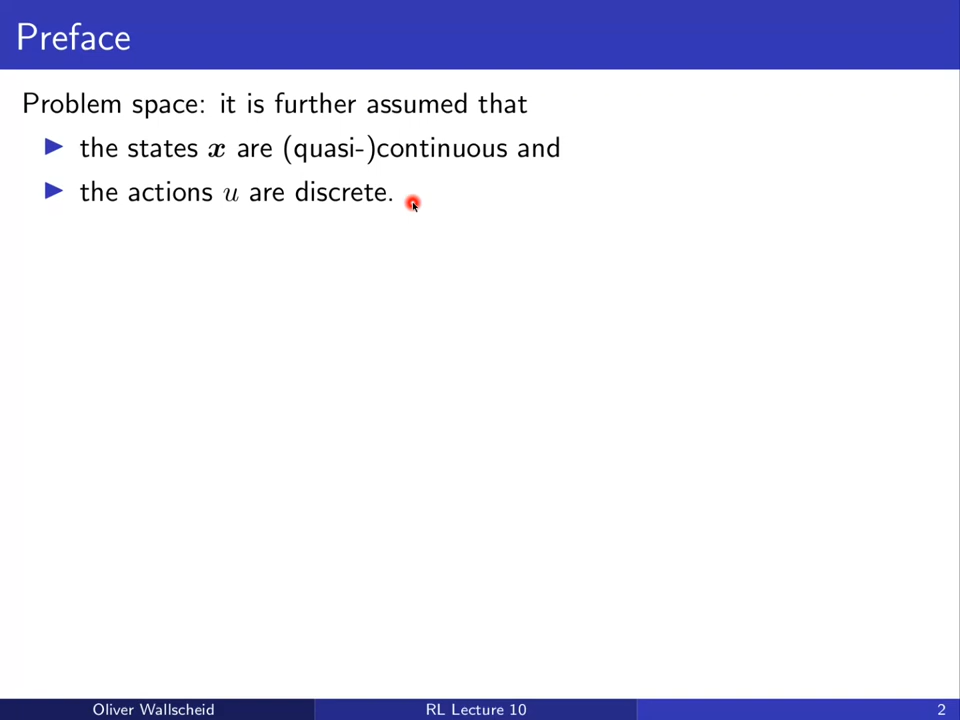 Preface
Problem space: it is further assumed that
▶ the states x are (quasi-)continuous and
▶ the actions u are discrete.
Oliver Wallscheid
RL Lecture 10
2